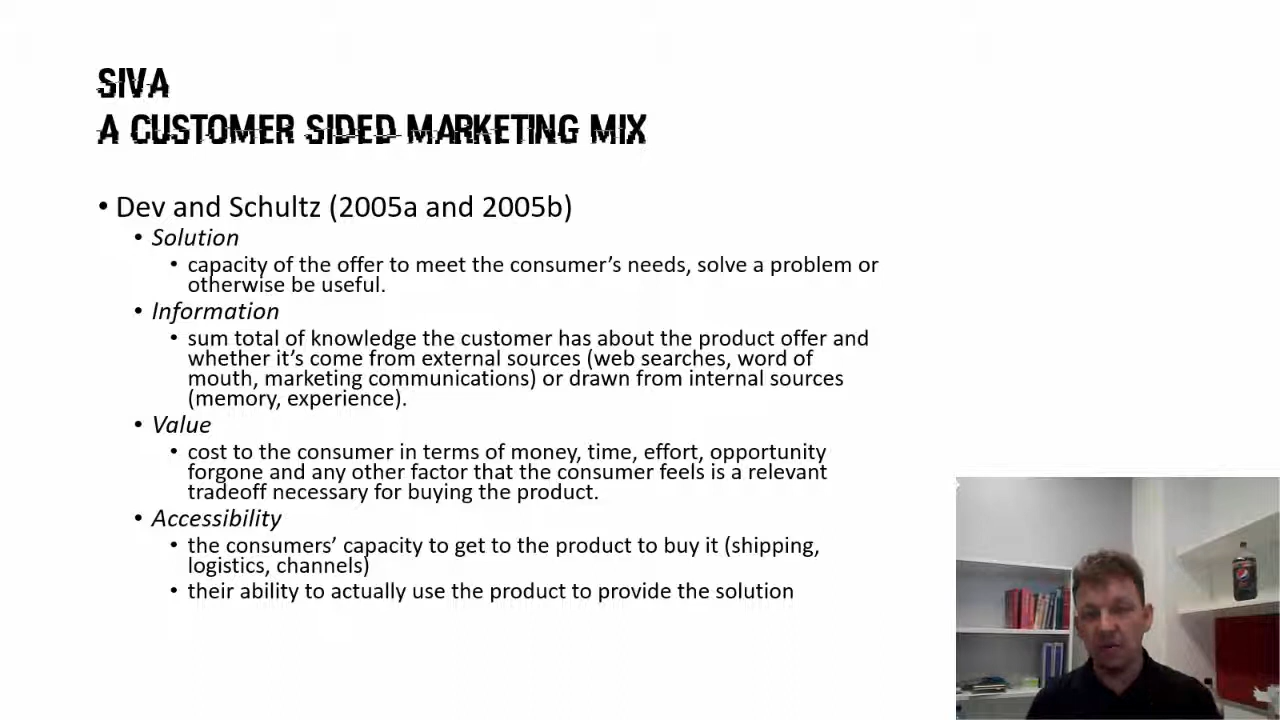 SIVA
A CUSTOMER SIDED MARKETING MIX
• Dev and Schultz (2005a and 2005b)
• Solution
• capacity of the offer to meet the consumer's needs, solve a problem or
otherwise be useful.
• Information
• sum total of knowledge the customer has about the product offer and
whether it's come from external sources (web searches, word of
mouth, marketing communications) or drawn from internal sources
(memory, experience).
• Value
• cost to the consumer in terms of money, time, effort, opportunity
forgone and any other factor that the consumer feels is a relevant
tradeoff necessary for buying the product.
• Accessibility
• the consumers' capacity to get to the product to buy it (shipping,
logistics, channels)
• their ability to actually use the product to provide the solution